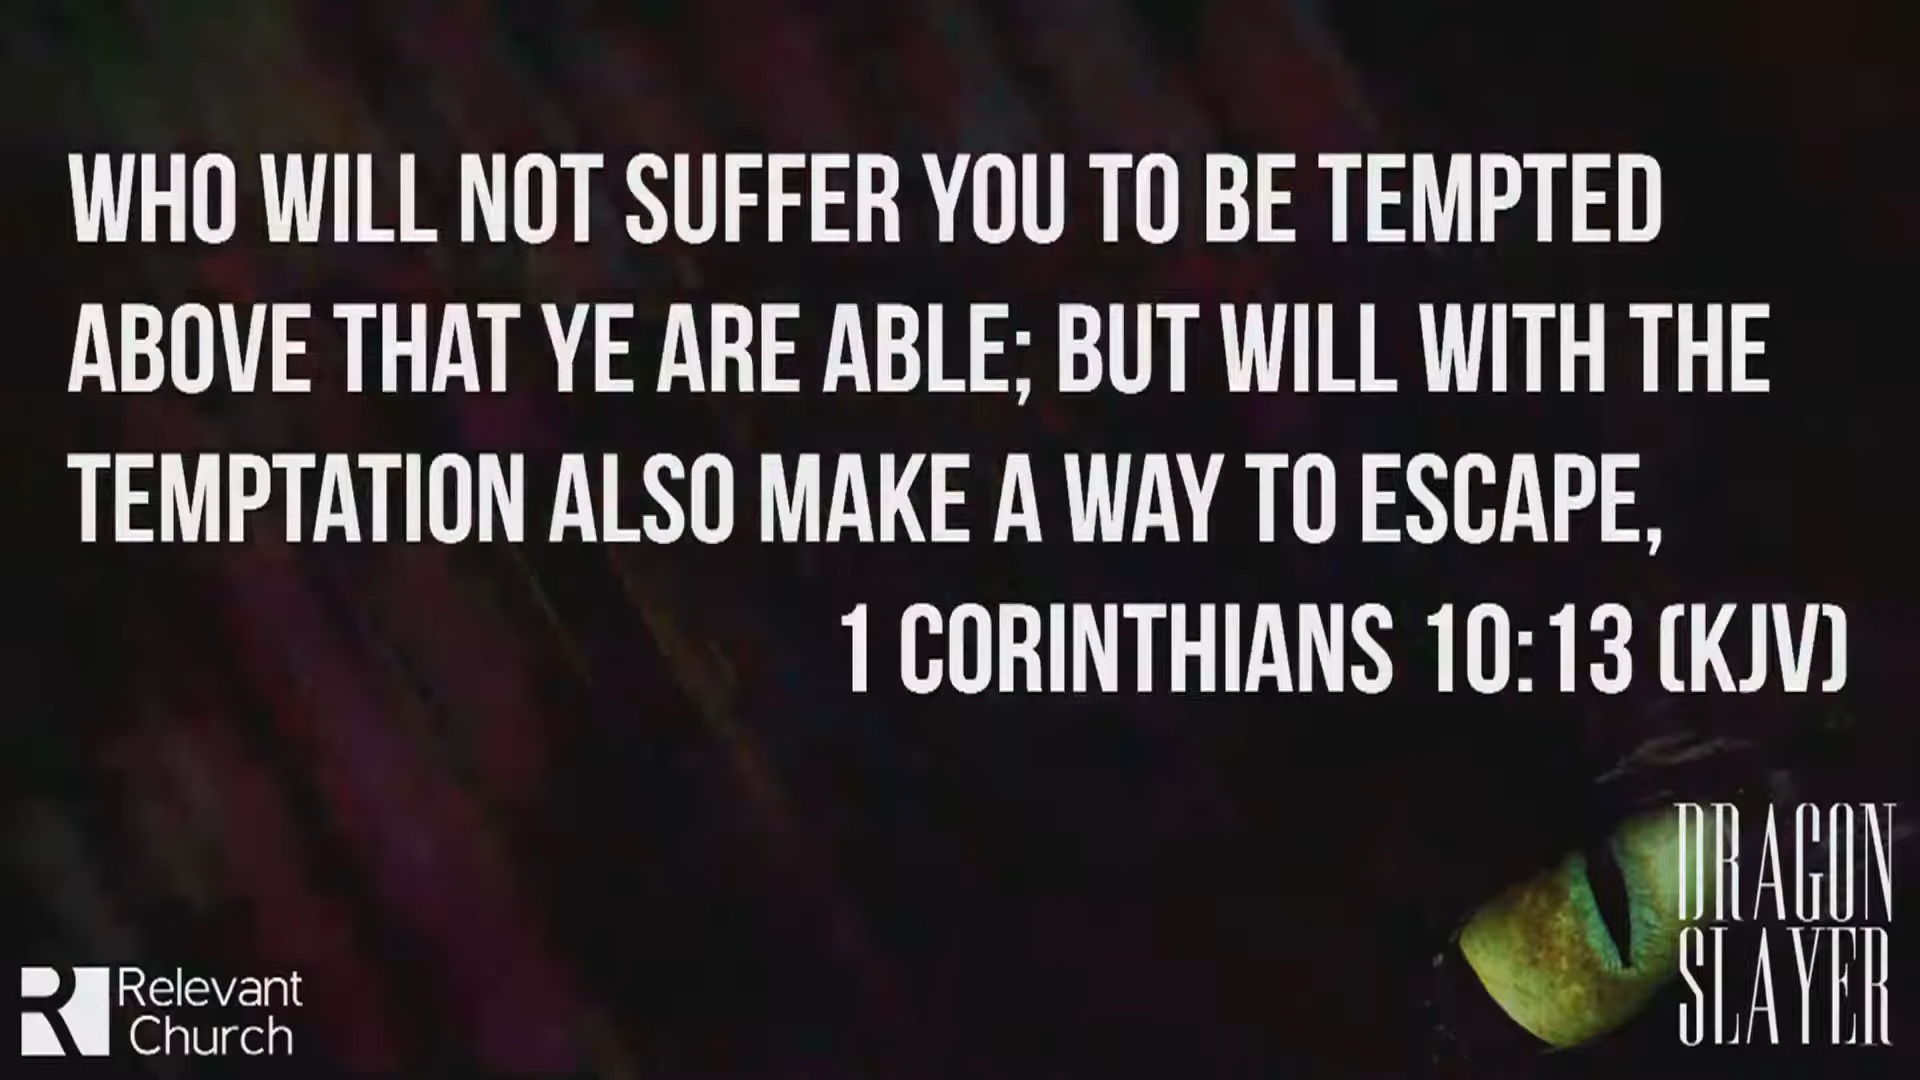 WHO WILL NOT SUFFER YOU TO BE TEMPTED
ABOVE THAT YE ARE ABLE; BUT WILL WITH THE
TEMPTATION ALSO MAKE A WAY TO ESCAPE,
1 CORINTHIANS 10:13 (KJV)
DRAGON
SLAYER
R Relevant
Church